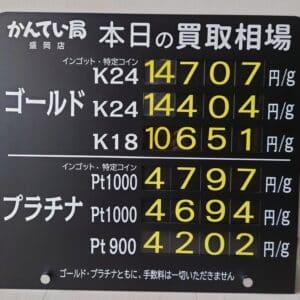 かんてい局
盛岡店
本日の買取相場
ゴールド
インゴット・特定コイン
K24 14707 円/g
K24 14404 円/g
K18 10651 円/g
プラチナ
インゴット・特定コイン
Pt1000 4797 円/g
Pt1000 4694 円/g
Pt900 4202 円/g
ゴールド・プラチナともに、手数料は一切いただきません